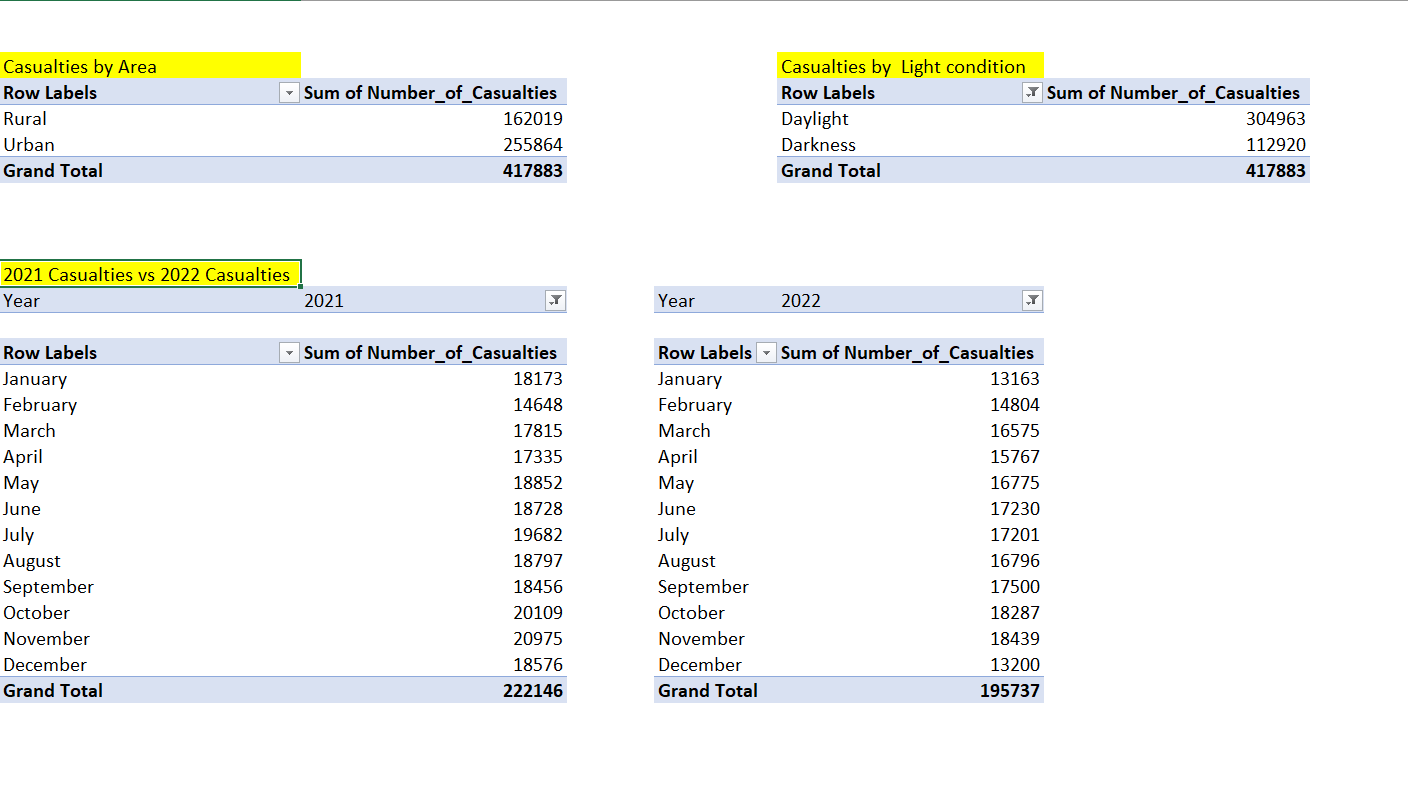 Casualties by Area
Row Labels Sum of Number_of_Casualties
Rural 162019
Urban 255864
Grand Total 417883
Casualties by  Light condition
Row Labels Sum of Number_of_Casualties
Daylight 304963
Darkness 112920
Grand Total 417883
2021 Casualties vs 2022 Casualties
Year 2021
Row Labels Sum of Number_of_Casualties
January 18173
February 14648
March 17815
April 17335
May 18852
June 18728
July 19682
August 18797
September 18456
October 20109
November 20975
December 18576
Grand Total 222146
Year 2022
Row Labels Sum of Number_of_Casualties
January 13163
February 14804
March 16575
April 15767
May 16775
June 17230
July 17201
August 16796
September 17500
October 18287
November 18439
December 13200
Grand Total 195737